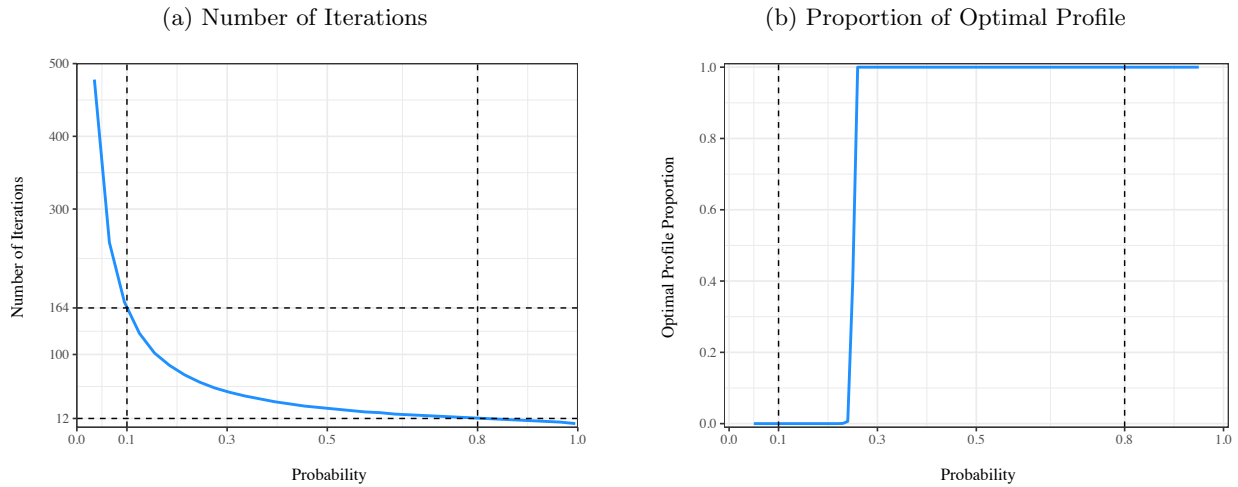 (a) Number of Iterations
500
400
300
164
100
12
0.0 0.1 0.3 0.5 0.8 1.0
Number of Iterations
Probability
(b) Proportion of Optimal Profile
1.0
0.8
0.6
0.4
0.2
0.0
0.0 0.1 0.3 0.5 0.8 1.0
Optimal Profile Proportion
Probability